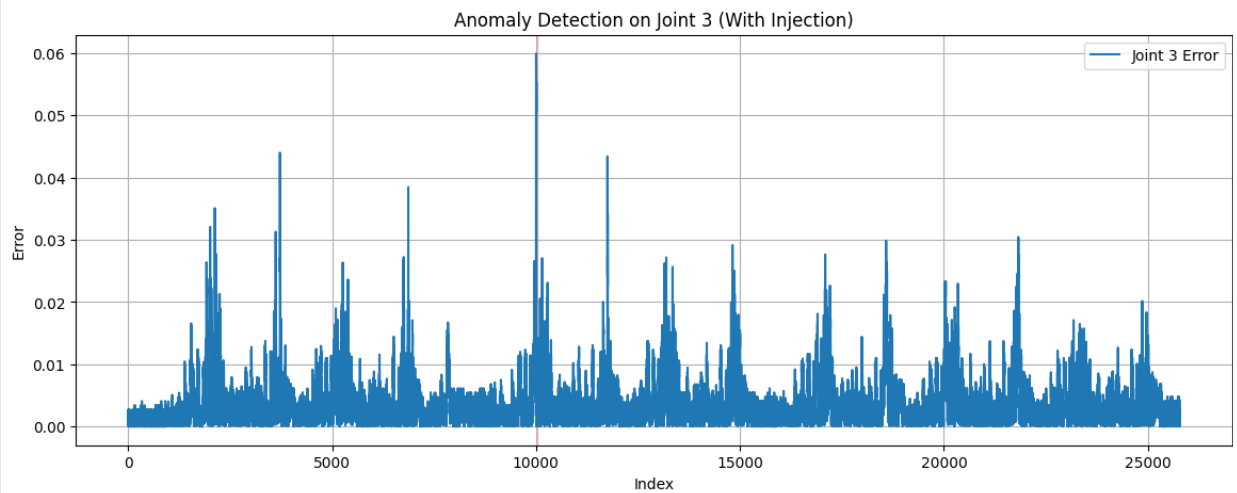 Anomaly Detection on Joint 3 (With Injection)
Joint 3 Error
0.06
0.05
0.04
0.03
0.02
0.01
0.00
Error
0 5000 10000 15000 20000 25000
Index